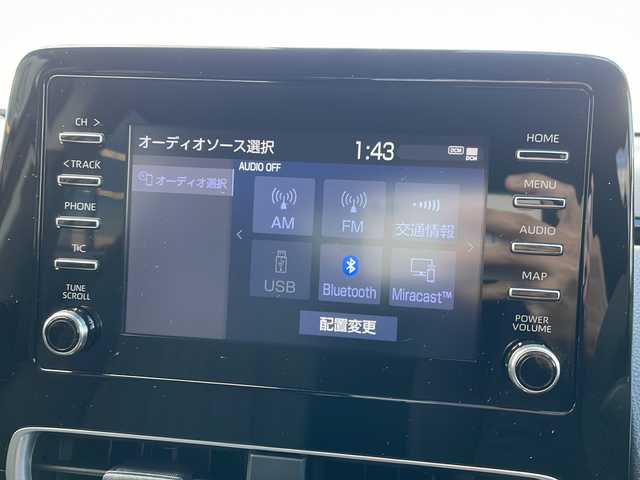 CH >
< TRACK
PHONE
T/C
TUNE
SCROLL
オーディオソース選択
1:43
DCM
オーディオ選択
AUDIO OFF
AM
FM
交通情報
USB
Bluetooth
Miracast™
配置変更
HOME
MENU
AUDIO
MAP
POWER
VOLUME